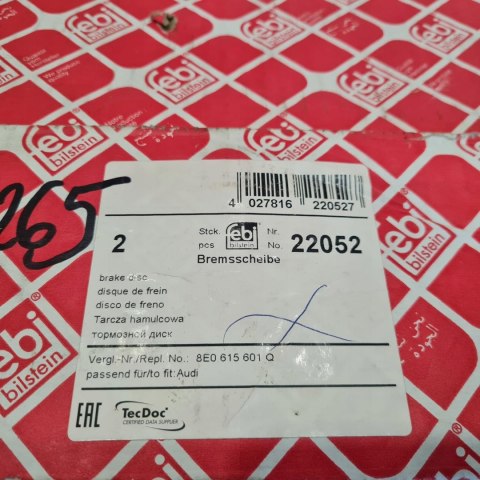 febi
bilstein
265
4 027816 220527
2 Stck. febi Nr.
pcs bilstein No. 22052
Bremsscheibe
brake disc
disque de frein
disco de freno
Tarcza hamulcowa
тормозной диск
Vergl.-Nr./Repl. No.: 8E0 615 601 Q
passend für/to fit: Audi
EAC TecDoc
CERTIFIED DATA SUPPLIER